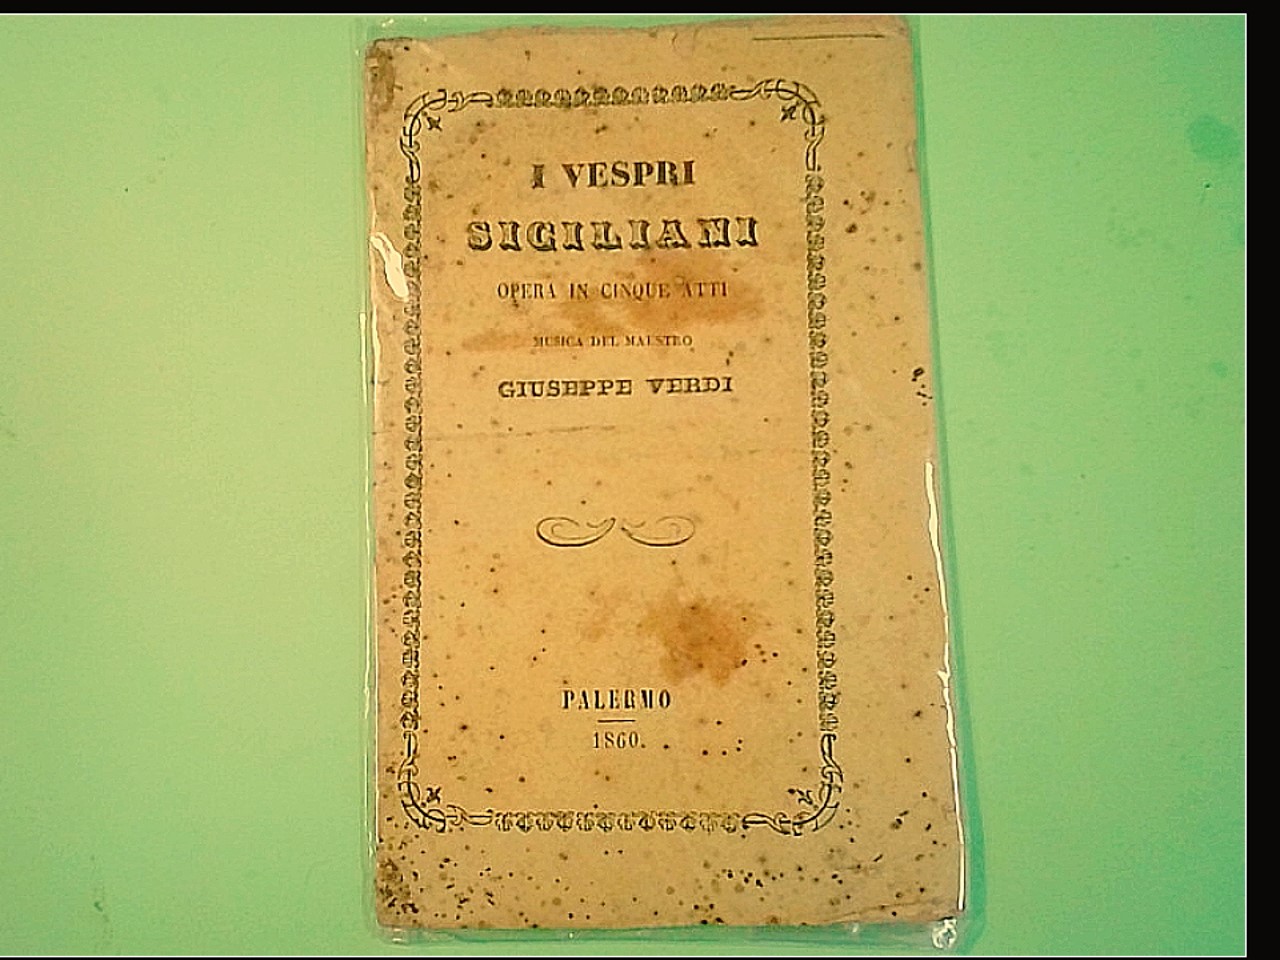 I VESPRI
SICILIANI
OPERA IN CINQUE ATTI
MUSICA DEL MAESTRO
GIUSEPPE VERDI
PALERMO
1860.